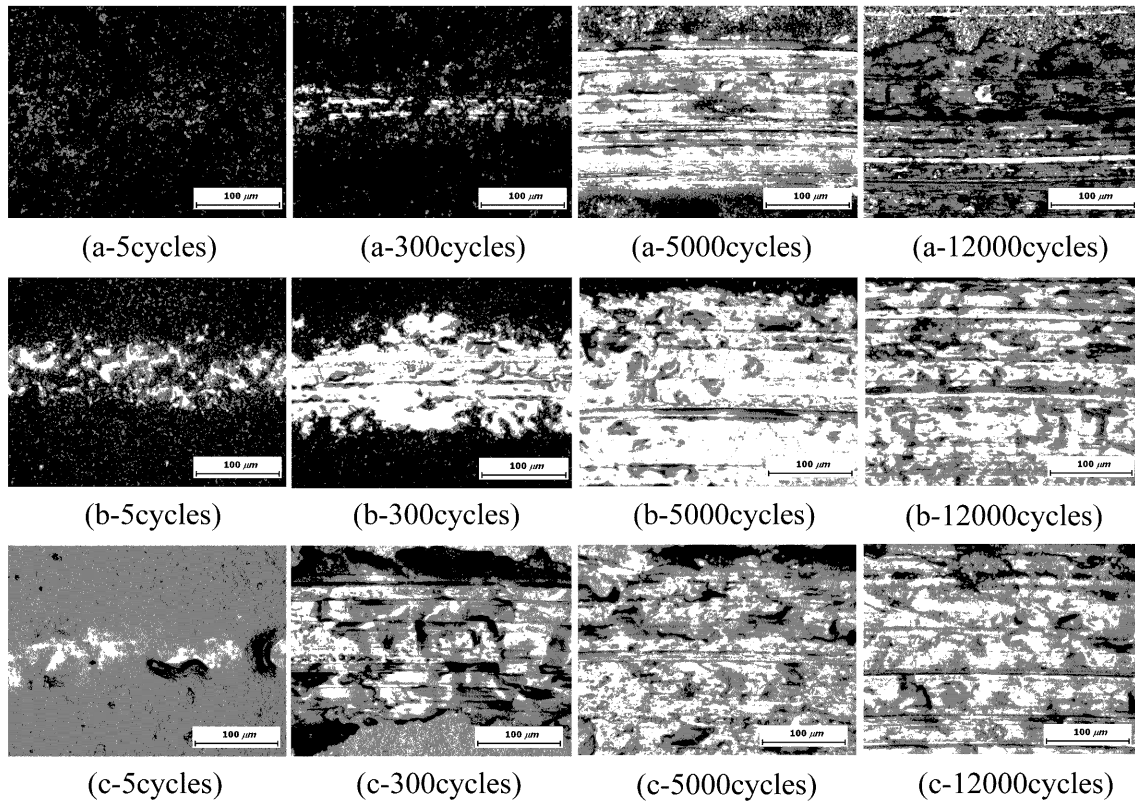 100 μm 100 μm 100 μm 100 μm
(a-5cycles) (a-300cycles) (a-5000cycles) (a-12000cycles)
100 μm 100 μm 100 μm 100 μm
(b-5cycles) (b-300cycles) (b-5000cycles) (b-12000cycles)
100 μm 100 μm 100 μm 100 μm
(c-5cycles) (c-300cycles) (c-5000cycles) (c-12000cycles)